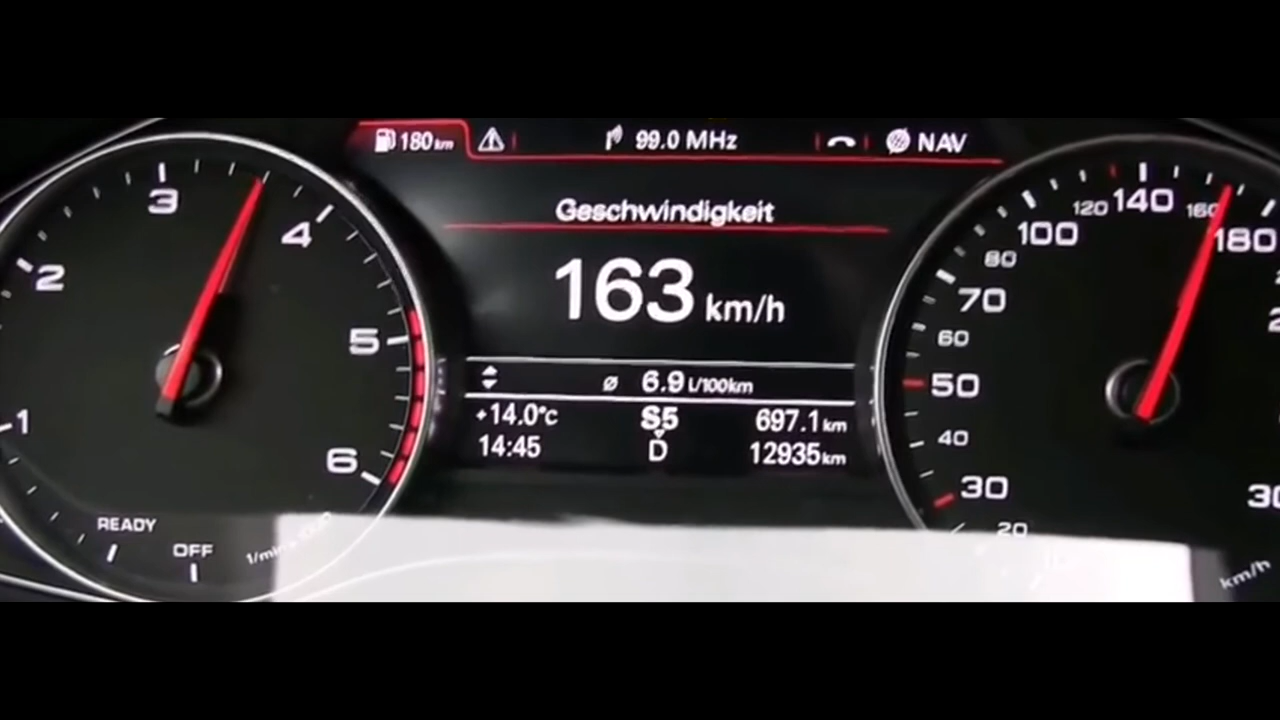 180 km
99.0 MHz
NAV
Geschwindigkeit
163 km/h
ø 6.9 l/100km
+14.0°C S5 697.1 km
14:45 D 12935 km
1
2
3
4
5
6
READY
OFF
1/min
20
30
40
50
60
70
80
100
120
140
160
180
km/h